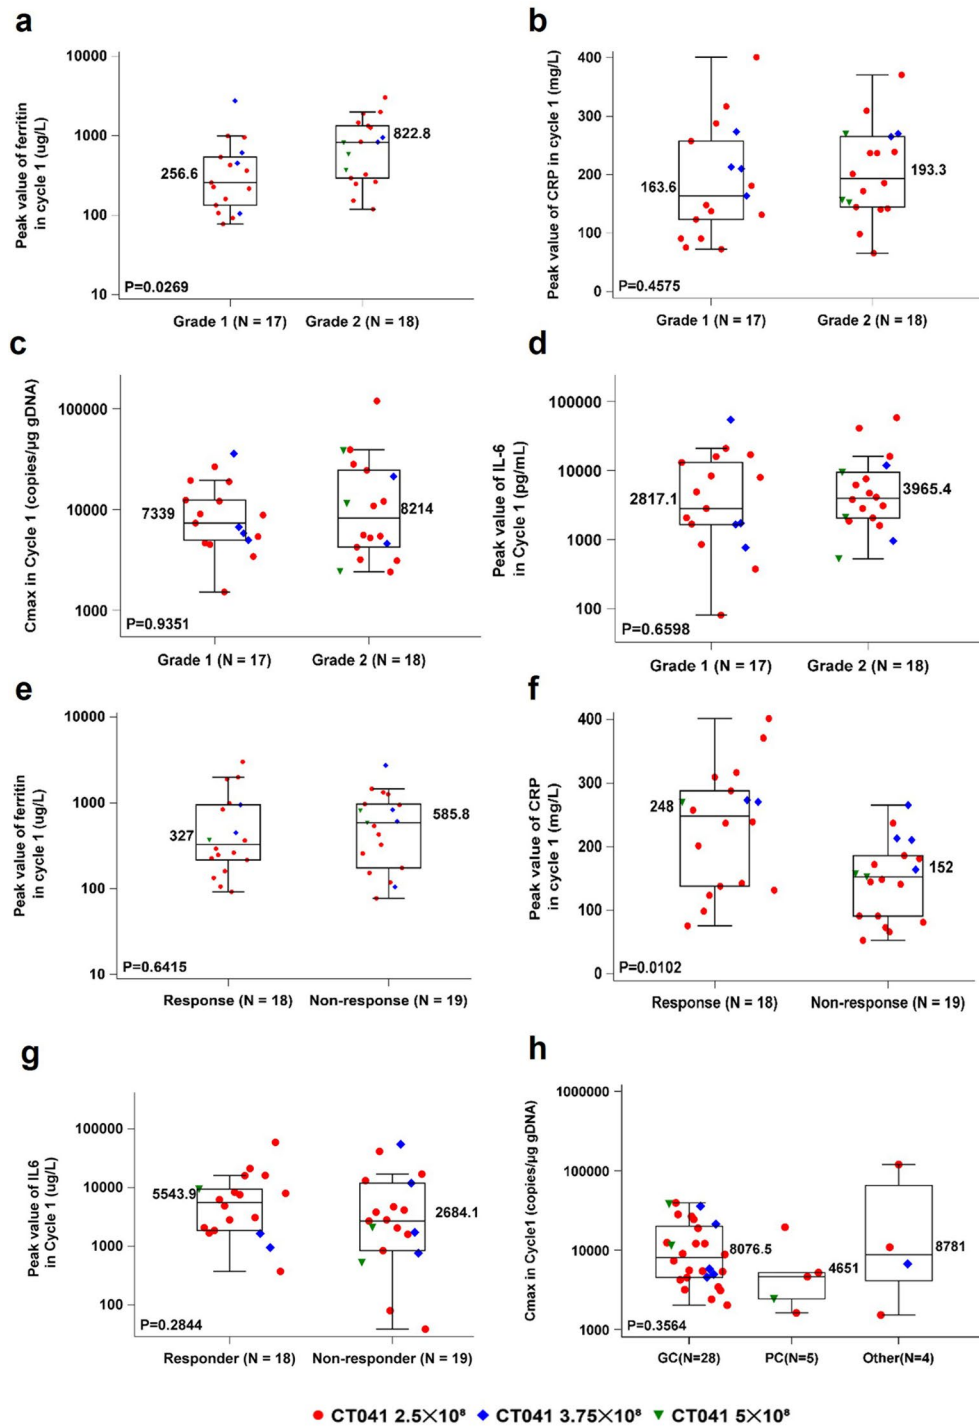 a
Peak value of ferritin
in cycle 1 (ug/L)
10000
1000
100
10
256.6
822.8
P=0.0269
Grade 1 (N = 17)
Grade 2 (N = 18)
b
Peak value of CRP in cycle 1 (mg/L)
400
300
200
100
0
163.6
193.3
P=0.4575
Grade 1 (N = 17)
Grade 2 (N = 18)
c
Cmax in Cycle 1 (copies/μg gDNA)
100000
10000
1000
7339
8214
P=0.9351
Grade 1 (N = 17)
Grade 2 (N = 18)
d
Peak value of IL-6
in Cycle 1 (pg/mL)
100000
10000
1000
100
2817.1
3965.4
P=0.6598
Grade 1 (N = 17)
Grade 2 (N = 18)
e
Peak value of ferritin
in cycle 1 (ug/L)
10000
1000
100
10
327
585.8
P=0.6415
Response (N = 18)
Non-response (N = 19)
f
Peak value of CRP
in cycle 1 (mg/L)
400
300
200
100
0
248
152
P=0.0102
Response (N = 18)
Non-response (N = 19)
g
Peak value of IL6
in Cycle 1 (ug/L)
100000
10000
1000
100
5543.9
2684.1
P=0.2844
Responder (N = 18)
Non-responder (N = 19)
h
Cmax in Cycle1 (copies/μg gDNA)
1000000
100000
10000
1000
8076.5
4651
8781
P=0.3564
GC(N=28)
PC(N=5)
Other(N=4)
CT041 2.5×10⁸ CT041 3.75×10⁸ CT041 5×10⁸